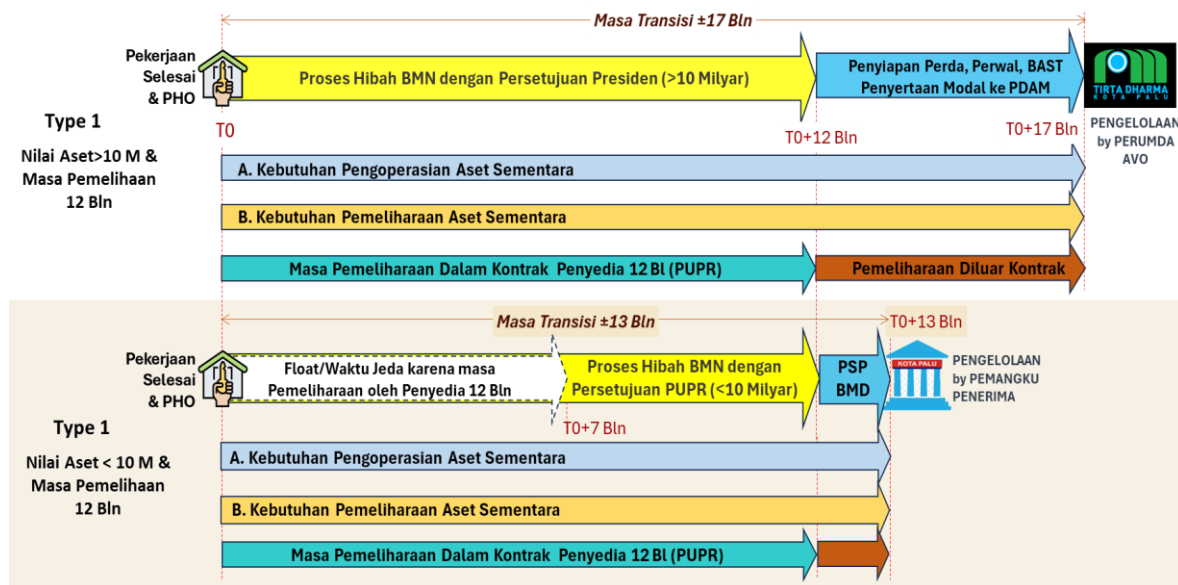 Masa Transisi ±17 Bln
Pekerjaan
Selesai
& PHO
Proses Hibah BMN dengan Persetujuan Presiden (>10 Milyar)
Penyiapan Perda, Perwal, BAST
Penyertaan Modal ke PDAM
TIRTA DHARMA
KOTA PALU
Type 1
Nilai Aset>10 M &
Masa Pemelihaan
12 Bln
T0
T0+12 Bln
T0+17 Bln
PENGELOLAAN
by PERUMDA
AVO
A. Kebutuhan Pengoperasian Aset Sementara
B. Kebutuhan Pemeliharaan Aset Sementara
Masa Pemeliharaan Dalam Kontrak Penyedia 12 Bl (PUPR)
Pemeliharaan Diluar Kontrak
Masa Transisi ±13 Bln
T0+13 Bln
Pekerjaan
Selesai
& PHO
Float/Waktu Jeda karena masa
Pemeliharaan oleh Penyedia 12 Bln
Proses Hibah BMN dengan
Persetujuan PUPR (<10 Milyar)
PSP
BMD
KOTA PALU
PENGELOLAAN
by PEMANGKU
PENERIMA
T0+7 Bln
Type 1
Nilai Aset < 10 M &
Masa Pemelihaan
12 Bln
A. Kebutuhan Pengoperasian Aset Sementara
B. Kebutuhan Pemeliharaan Aset Sementara
Masa Pemeliharaan Dalam Kontrak Penyedia 12 Bl (PUPR)